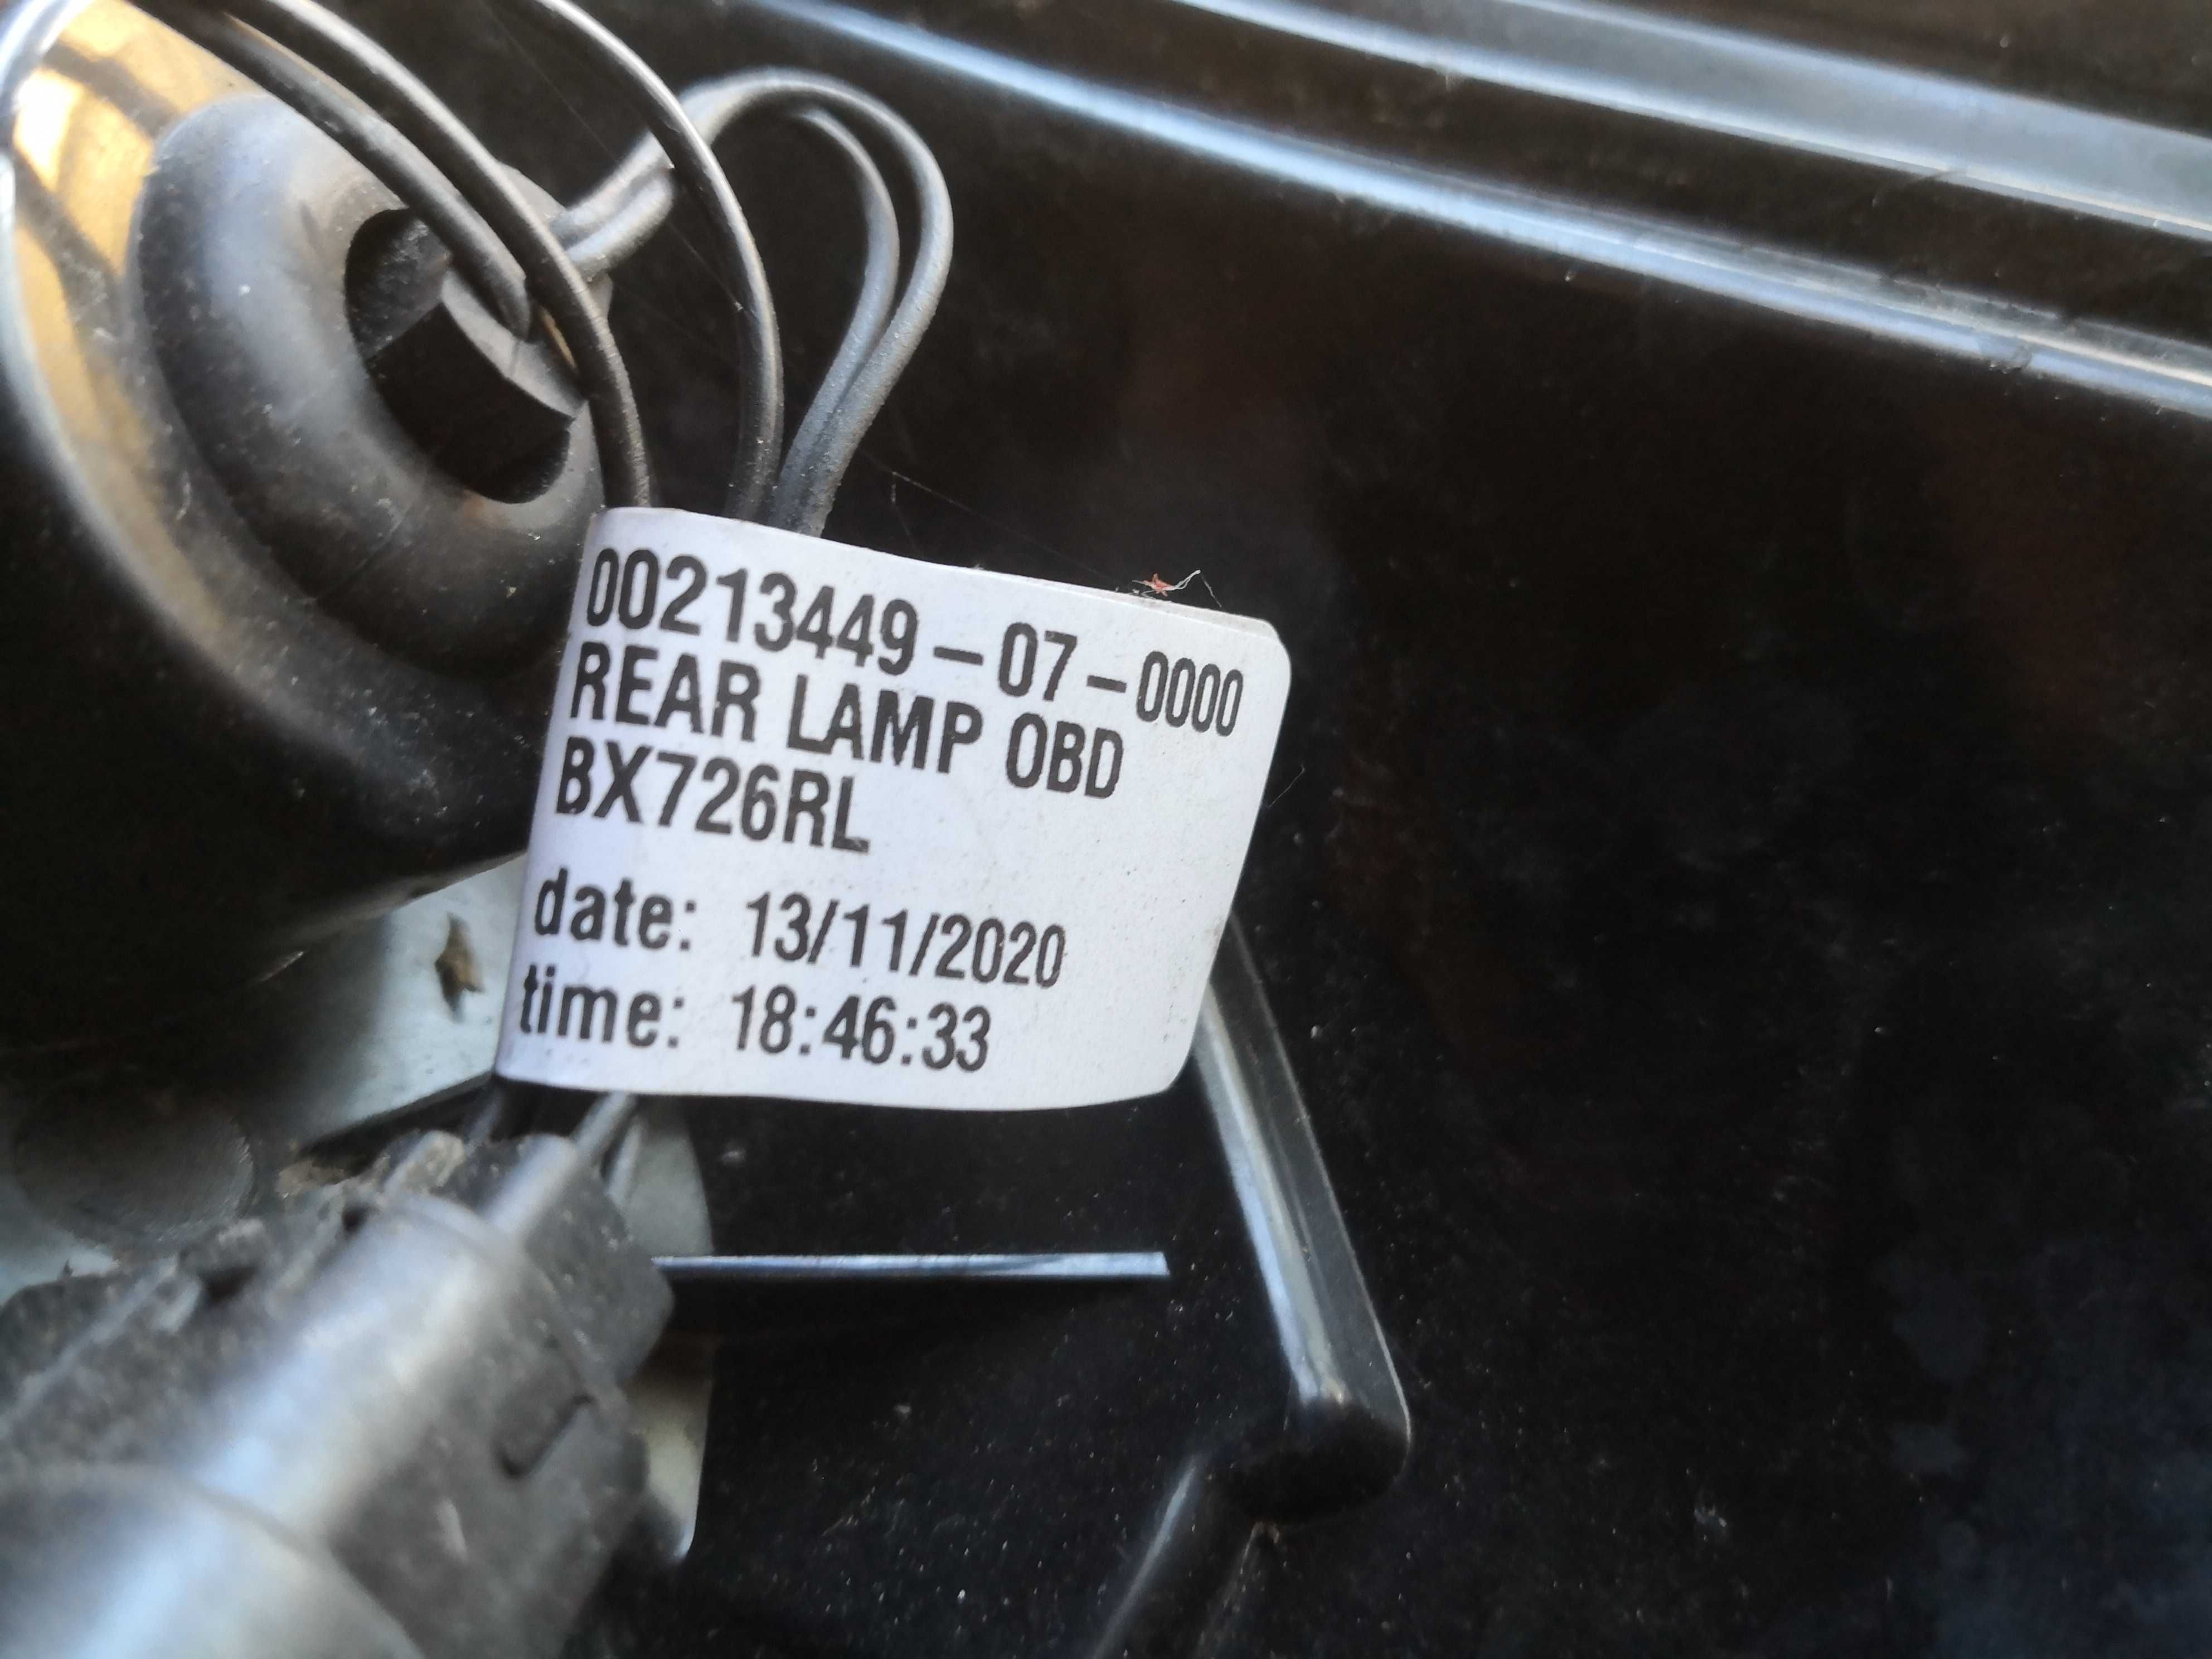 00213449-07-0000
REAR LAMP OBD
BX726RL
date: 13/11/2020
time: 18:46:33